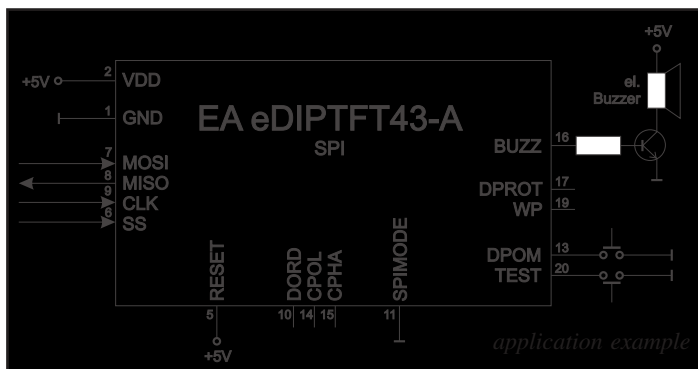 +5V
2
VDD
1
GND
EA eDIPTFT43-A
SPI
7
MOSI
8
MISO
9
CLK
6
SS
+5V
el.
Buzzer
BUZZ
16
DPROT
17
WP
19
DPOM
13
TEST
20
RESET
DORD
CPOL
CPHA
SPIMODE
5
10
14
15
11
+5V
application example